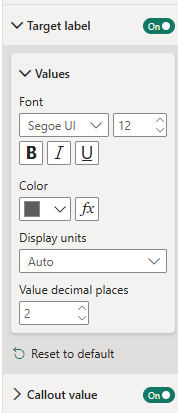 Target label On
Values
Font
Segoe UI 12
B I U
Color
fx
Display units
Auto
Value decimal places
2
Reset to default
Callout value On